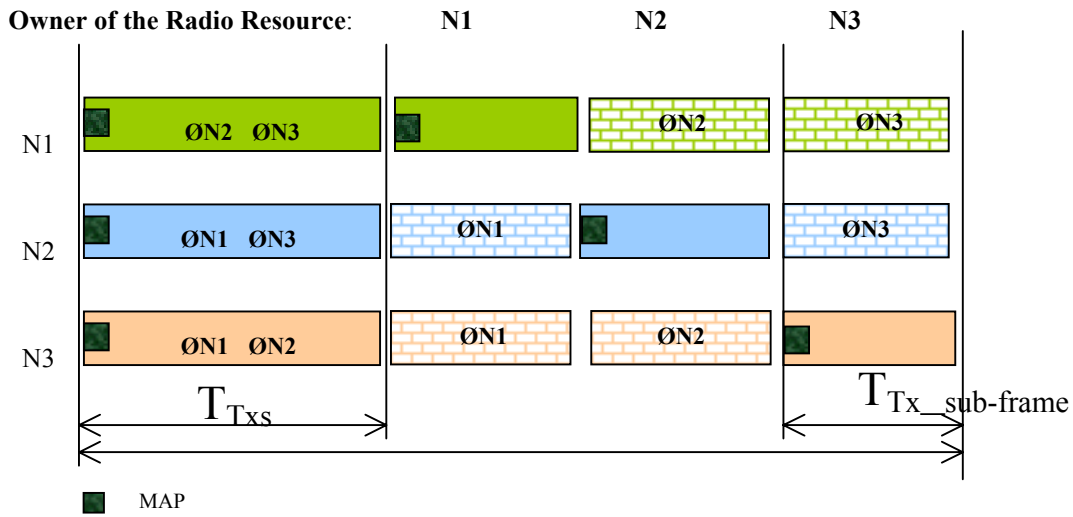 Owner of the Radio Resource: N1 N2 N3
N1 ØN2 ØN3 ØN2 ØN3
N2 ØN1 ØN3 ØN1 ØN3
N3 ØN1 ØN2 ØN1 ØN2
TTxs TTx_sub-frame
MAP